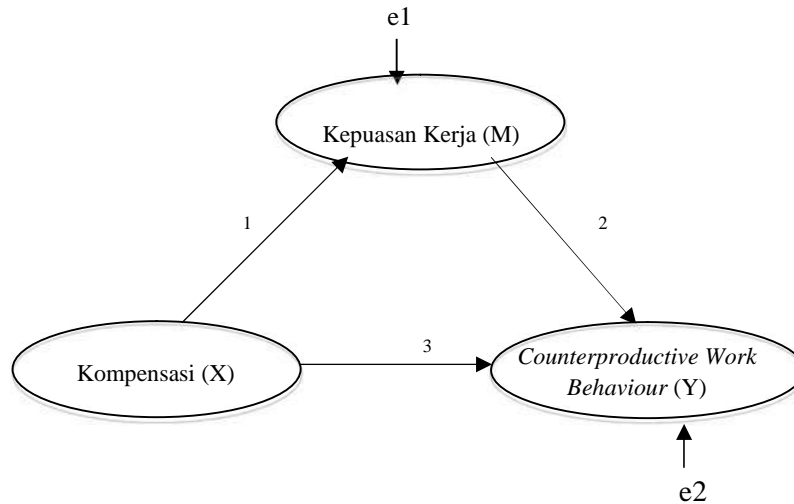 e1
Kepuasan Kerja (M)
1
2
3
Kompensasi (X)
Counterproductive Work
Behaviour (Y)
e2